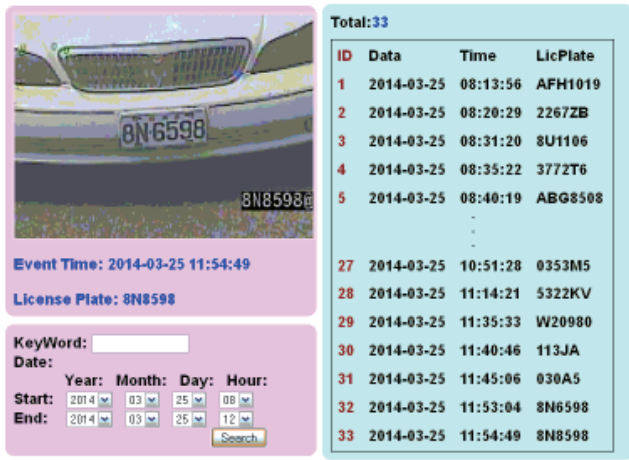 8N6598
8N8598
Event Time: 2014-03-25 11:54:49
License Plate: 8N8598
KeyWord:
Date:
Year: Month: Day: Hour:
Start: 2014 03 25 08
End: 2014 03 25 12
Search
Total:33
ID Data Time LicPlate
1 2014-03-25 08:13:56 AFH1019
2 2014-03-25 08:20:29 2267ZB
3 2014-03-25 08:31:20 8U1106
4 2014-03-25 08:35:22 3772T6
5 2014-03-25 08:40:19 ABG8508
.
.
.
27 2014-03-25 10:51:28 0353M5
28 2014-03-25 11:14:21 5322KV
29 2014-03-25 11:35:33 W20980
30 2014-03-25 11:40:46 113JA
31 2014-03-25 11:45:06 030A5
32 2014-03-25 11:53:04 8N6598
33 2014-03-25 11:54:49 8N8598